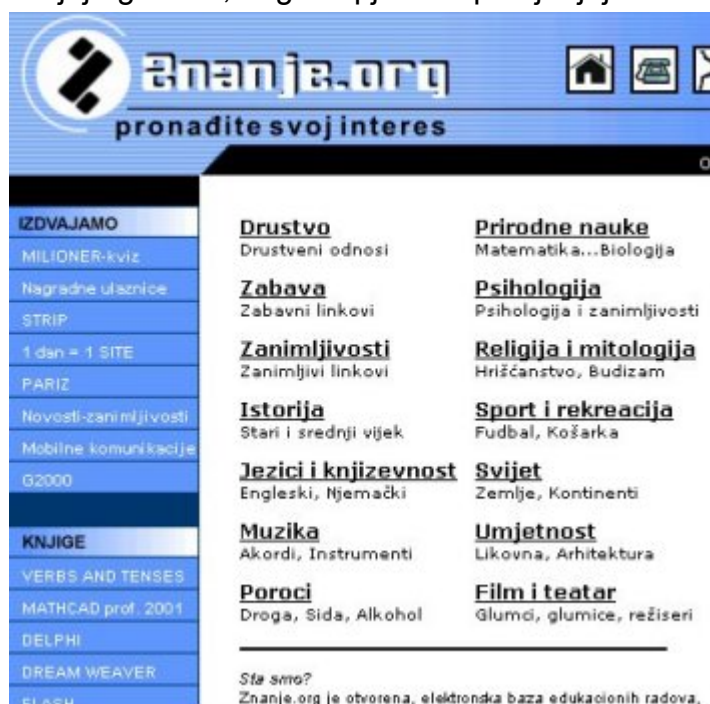 Znanje.org
pronađite svoj interes
IZDVAJAMO
MILIONER-kviz
Nagradne ulaznice
STRIP
1 dan = 1 SITE
PARIZ
Novosti-zanimljivosti
Mobilne komunikacije
G2000
KNJIGE
VERBS AND TENSES
MATHCAD prof. 2001
DELPHI
DREAM WEAVER
FLASH
Drustvo
Drustveni odnosi
Zabava
Zabavni linkovi
Zanimljivosti
Zanimljivi linkovi
Istorija
Stari i srednji vijek
Jezici i knjizevnost
Engleski, Njemački
Muzika
Akordi, Instrumenti
Poroci
Droga, Sida, Alkohol
Prirodne nauke
Matematika...Biologija
Psihologija
Psihologija i zanimljivosti
Religija i mitologija
Hrišćanstvo, Budizam
Sport i rekreacija
Fudbal, Košarka
Svijet
Zemlje, Kontinenti
Umjetnost
Likovna, Arhitektura
Film i teatar
Glumci, glumice, režiseri
Sta smo?
Znanje.org je otvorena, elektronska baza edukacionih radova,